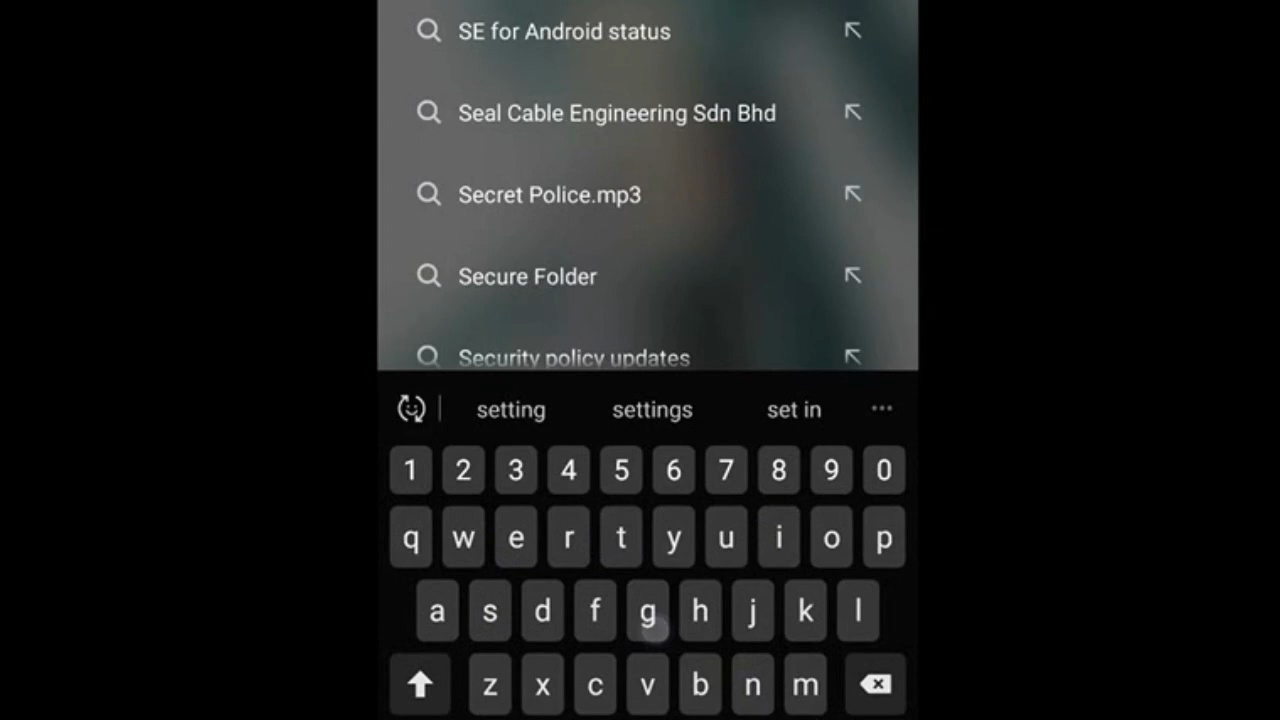 SE for Android status
Seal Cable Engineering Sdn Bhd
Secret Police.mp3
Secure Folder
Security policy updates
setting settings set in
1 2 3 4 5 6 7 8 9 0
q w e r t y u i o p
a s d f g h j k l
z x c v b n m